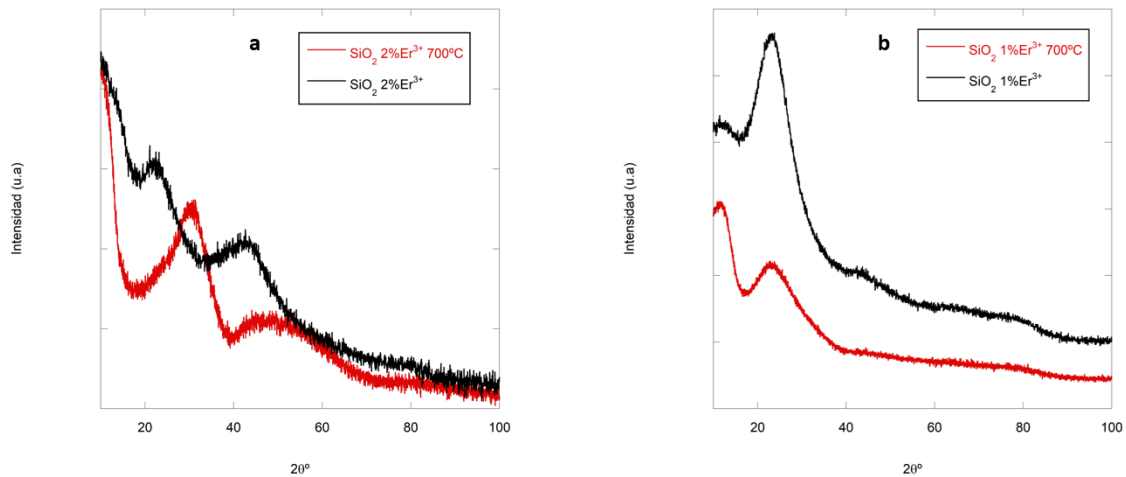 a
SiO₂ 2%Er³⁺ 700ºC
SiO₂ 2%Er³⁺
Intensidad (u.a)
20 40 60 80 100
2θº
b
SiO₂ 1%Er³⁺ 700ºC
SiO₂ 1%Er³⁺
Intensidad (u.a)
20 40 60 80 100
2θº